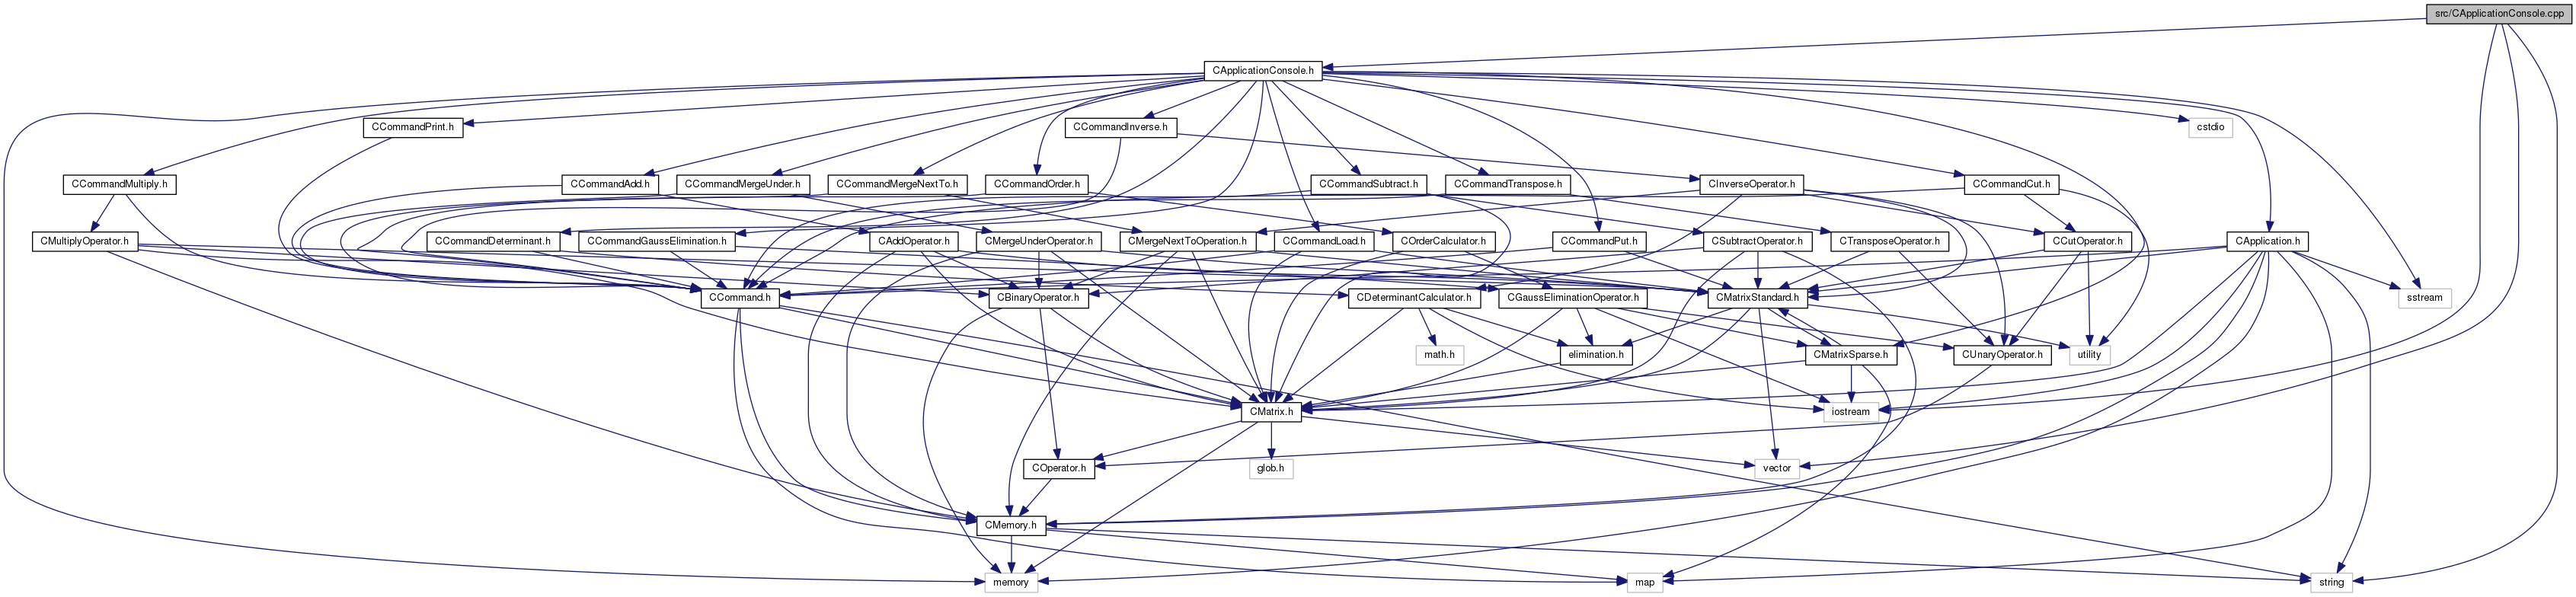 src/CApplicationConsole.cpp
CApplicationConsole.h
CCommandPrint.h
CCommandInverse.h
cstdio
CCommandMultiply.h
CCommandAdd.h
CCommandMergeUnder.h
CCommandMergeNextTo.h
CCommandOrder.h
CCommandSubtract.h
CCommandTranspose.h
CInverseOperator.h
CCommandCut.h
CMultiplyOperator.h
CCommandDeterminant.h
CCommandGaussElimination.h
CAddOperator.h
CMergeUnderOperator.h
CMergeNextToOperation.h
CCommandLoad.h
COrderCalculator.h
CCommandPut.h
CSubtractOperator.h
CTransposeOperator.h
CCutOperator.h
CApplication.h
CCommand.h
CBinaryOperator.h
CDeterminantCalculator.h
CGaussEliminationOperator.h
CMatrixStandard.h
sstream
math.h
elimination.h
CMatrixSparse.h
CUnaryOperator.h
utility
CMatrix.h
iostream
COperator.h
glob.h
vector
CMemory.h
memory
map
string